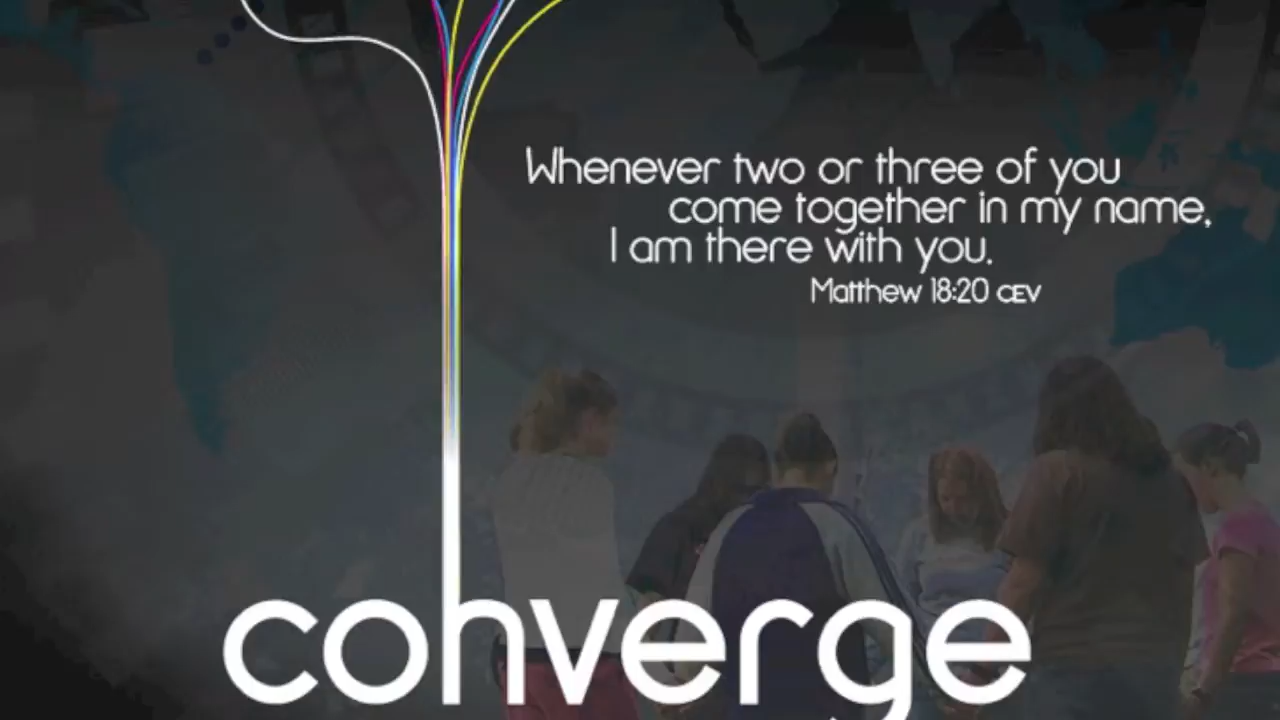 Whenever two or three of you
come together in my name,
I am there with you.
Matthew 18:20 CEV
converge